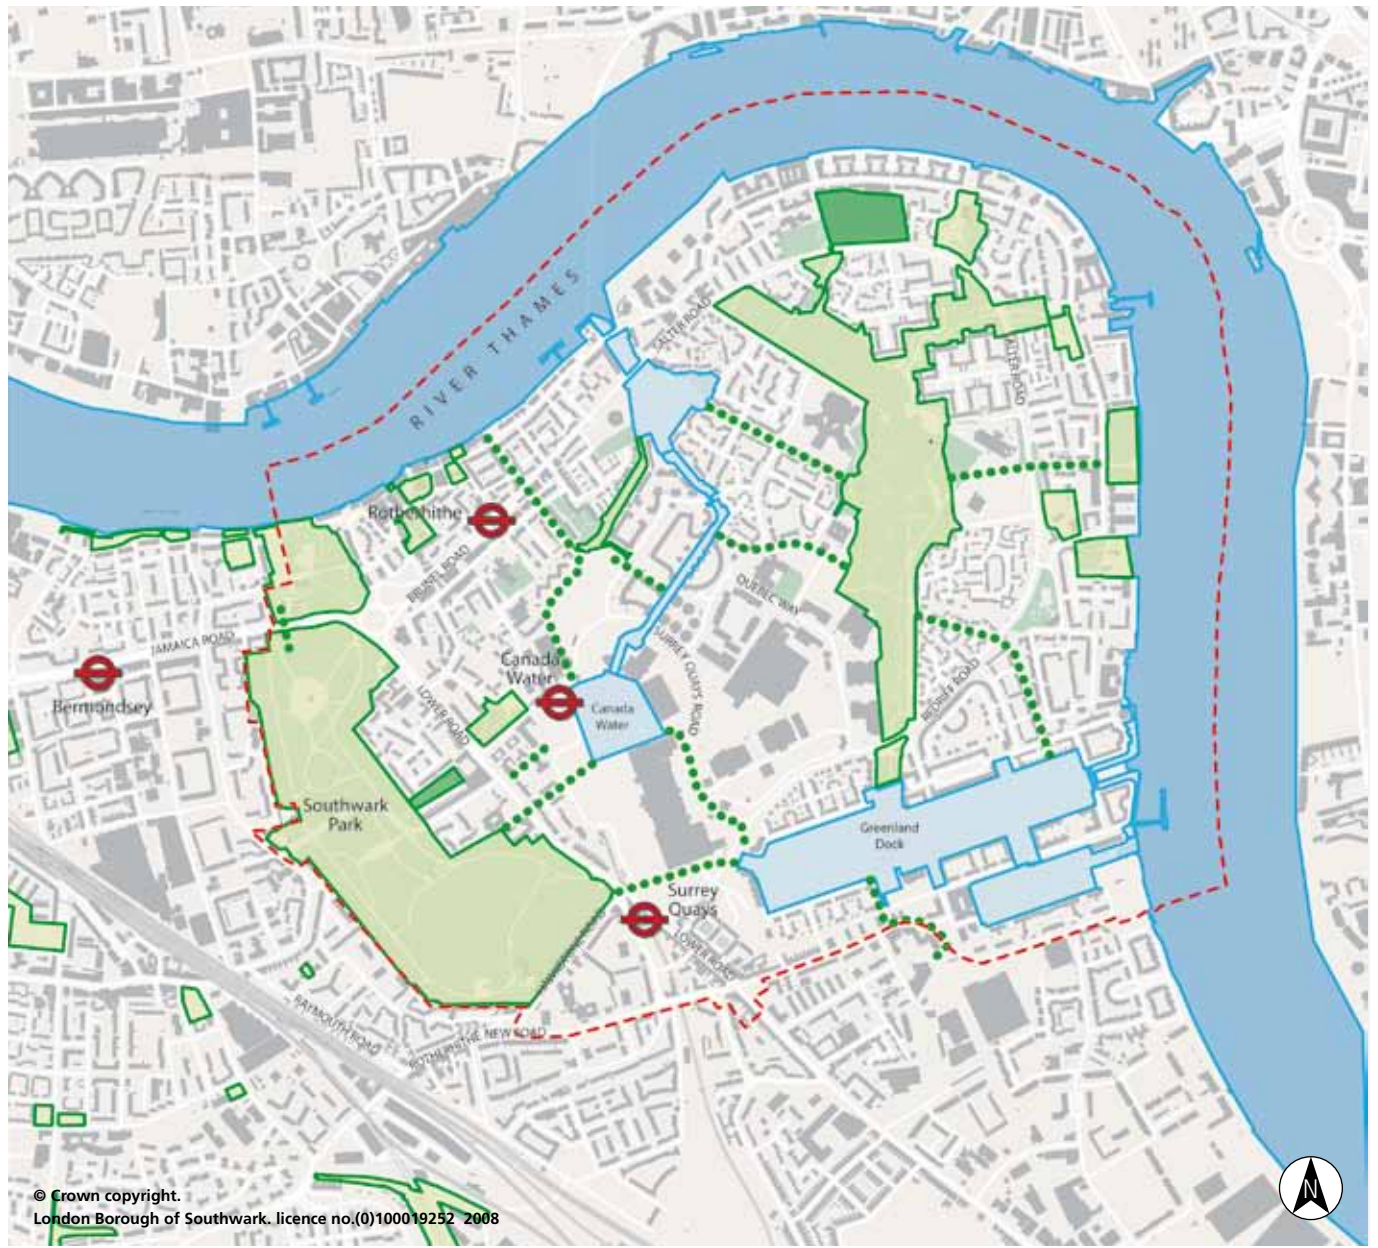 RIVER THAMES
SALTER ROAD
SALTER ROAD
Rotherhithe
BRUNEL ROAD
QUEBEC WAY
JAMAICA ROAD
SURREY QUAYS ROAD
Canada
Water
Bermondsey
LOWER ROAD
REDRIFF ROAD
Canada
Water
Southwark
Park
Greenland
Dock
Surrey
Quays
LOWER ROAD
RAYMOUTH ROAD
ROTHERHITHE NEW ROAD
N
© Crown copyright.
London Borough of Southwark. licence no.(0)100019252 2008